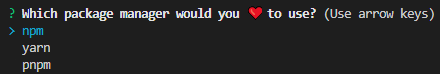 ? Which package manager would you ❤️ to use? (Use arrow keys)
> npm
yarn
pnpm